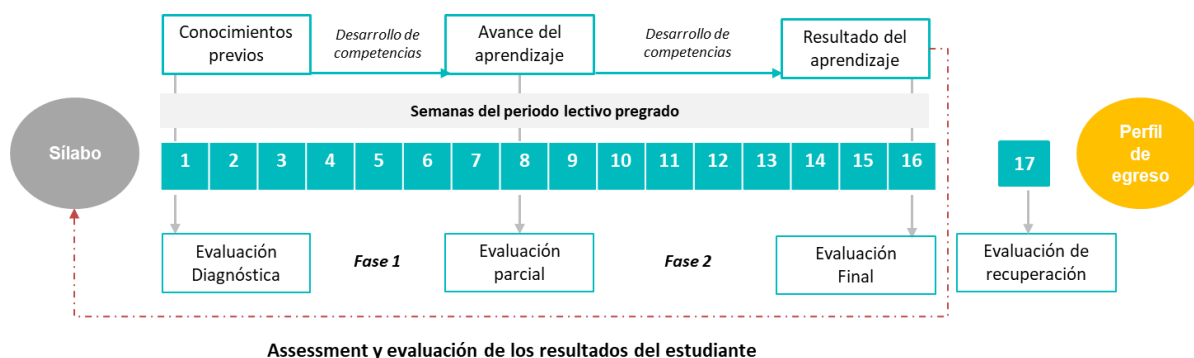 Conocimientos
previos
Desarrollo de
competencias
Avance del
aprendizaje
Desarrollo de
competencias
Resultado del
aprendizaje
Semanas del periodo lectivo pregrado
Sílabo
1 2 3 4 5 6 7 8 9 10 11 12 13 14 15 16
17
Perfil
de
egreso
Evaluación
Diagnóstica
Fase 1
Evaluación
parcial
Fase 2
Evaluación
Final
Evaluación de
recuperación
Assessment y evaluación de los resultados del estudiante